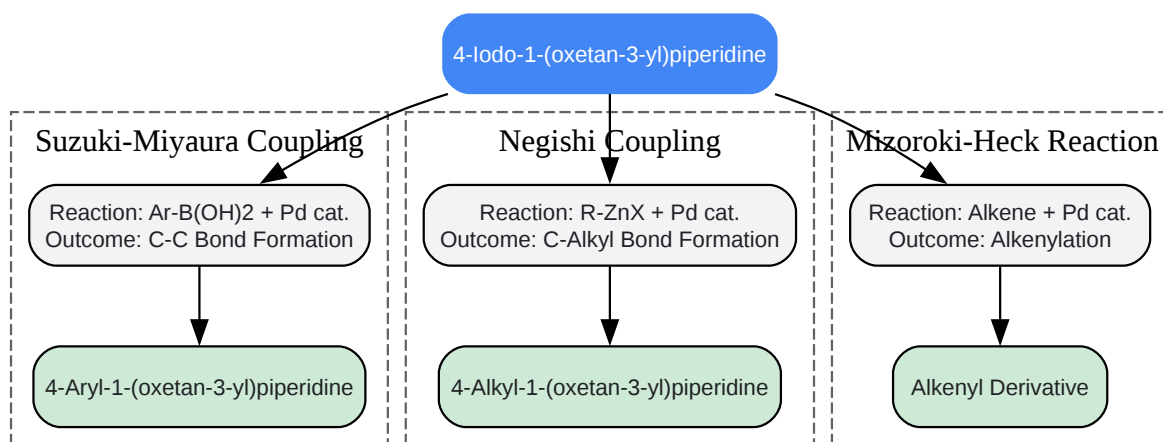 4-Iodo-1-(oxetan-3-yl)piperidine
Suzuki-Miyaura Coupling
Negishi Coupling
Mizoroki-Heck Reaction
Reaction: Ar-B(OH)2 + Pd cat.
Outcome: C-C Bond Formation
Reaction: R-ZnX + Pd cat.
Outcome: C-Alkyl Bond Formation
Reaction: Alkene + Pd cat.
Outcome: Alkenylation
4-Aryl-1-(oxetan-3-yl)piperidine
4-Alkyl-1-(oxetan-3-yl)piperidine
Alkenyl Derivative